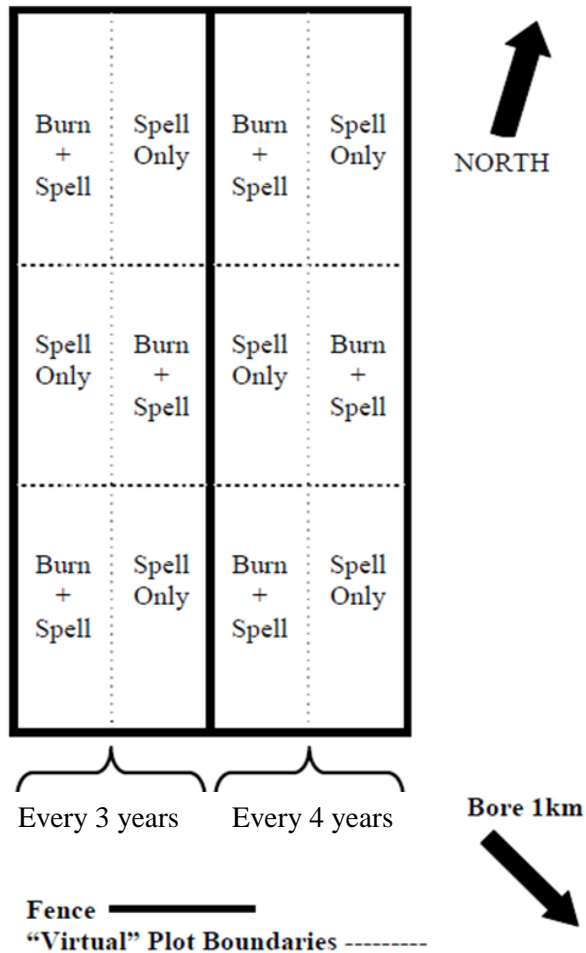 Burn
+
Spell
Spell
Only
Burn
+
Spell
Spell
Only
NORTH
Spell
Only
Burn
+
Spell
Spell
Only
Burn
+
Spell
Burn
+
Spell
Spell
Only
Burn
+
Spell
Spell
Only
Every 3 years
Every 4 years
Bore 1km
Fence
“Virtual” Plot Boundaries